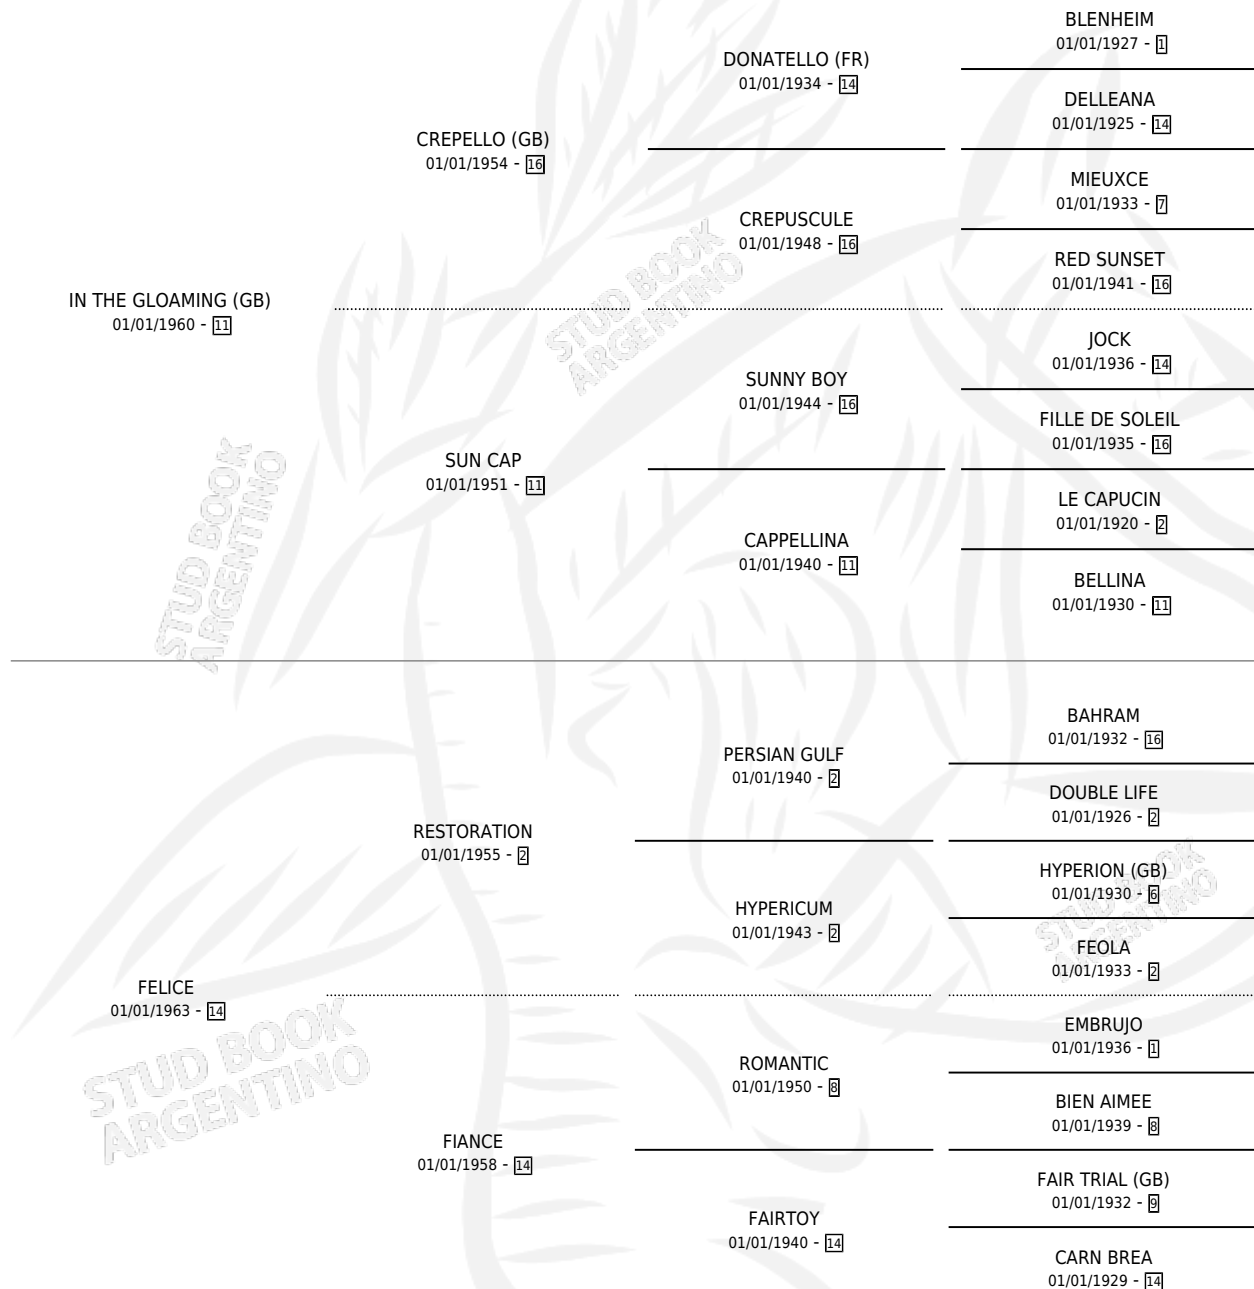 BLENHEIM
01/01/1927 - 1
DONATELLO (FR)
01/01/1934 - 14
DELLEANA
01/01/1925 - 14
CREPELLO (GB)
01/01/1954 - 16
MIEUXCE
01/01/1933 - 7
CREPUSCULE
01/01/1948 - 16
RED SUNSET
01/01/1941 - 16
IN THE GLOAMING (GB)
01/01/1960 - 11
JOCK
01/01/1936 - 14
SUNNY BOY
01/01/1944 - 16
FILLE DE SOLEIL
01/01/1935 - 16
SUN CAP
01/01/1951 - 11
LE CAPUCIN
01/01/1920 - 2
CAPPELLINA
01/01/1940 - 11
BELLINA
01/01/1930 - 11
STUD BOOK
ARGENTINO
STUD BOOK
ARGENTINO
BAHRAM
01/01/1932 - 16
PERSIAN GULF
01/01/1940 - 2
DOUBLE LIFE
01/01/1926 - 2
RESTORATION
01/01/1955 - 2
HYPERION (GB)
01/01/1930 - 6
HYPERICUM
01/01/1943 - 2
FEOLA
01/01/1933 - 2
FELICE
01/01/1963 - 14
EMBRUJO
01/01/1936 - 1
ROMANTIC
01/01/1950 - 8
BIEN AIMEE
01/01/1939 - 8
FIANCE
01/01/1958 - 14
FAIR TRIAL (GB)
01/01/1932 - 9
FAIRTOY
01/01/1940 - 14
CARN BREA
01/01/1929 - 14
STUD BOOK
ARGENTINO
STUD BOOK
ARGENTINO